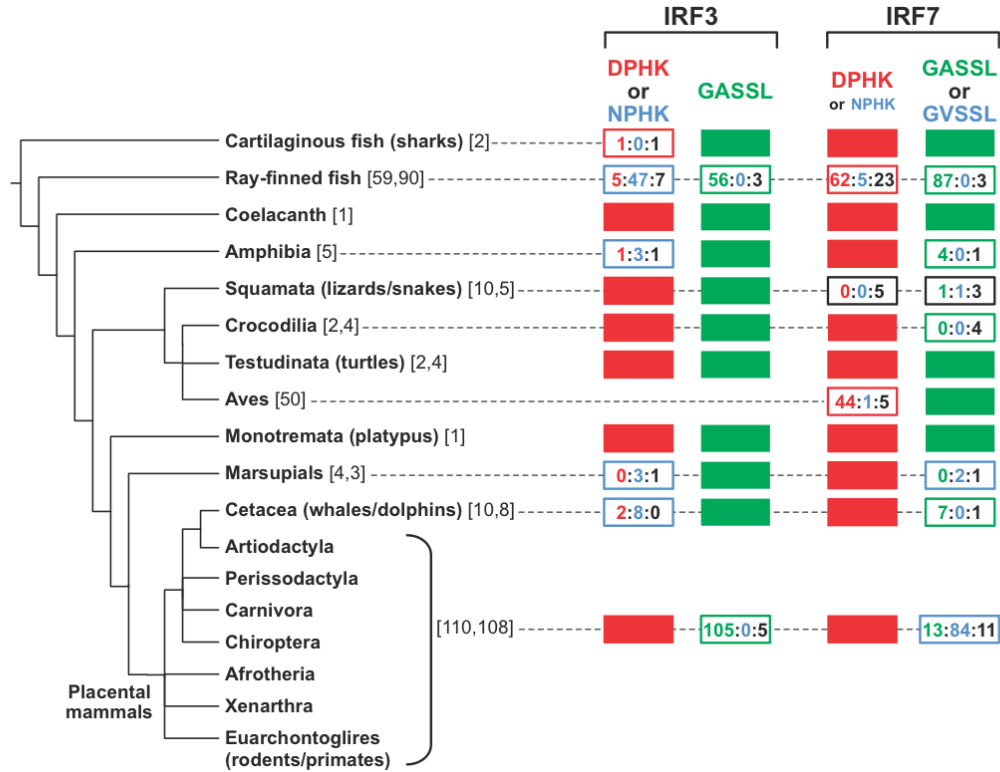 IRF3 IRF7
DPHK
or
NPHK
GASSL
DPHK
or NPHK
GASSL
or
GVSSL
Cartilaginous fish (sharks) [2] 1:0:1
Ray-finned fish [59,90] 5:47:7 56:0:3 62:5:23 87:0:3
Coelacanth [1]
Amphibia [5] 1:3:1 4:0:1
Squamata (lizards/snakes) [10,5] 0:0:5 1:1:3
Crocodilia [2,4] 0:0:4
Testudinata (turtles) [2,4]
Aves [50] 44:1:5
Monotremata (platypus) [1]
Marsupials [4,3] 0:3:1 0:2:1
Cetacea (whales/dolphins) [10,8] 2:8:0 7:0:1
Artiodactyla
Perissodactyla
Carnivora
[110,108] 105:0:5 13:84:11
Chiroptera
Afrotheria
Placental
mammals
Xenarthra
Euarchontoglires
(rodents/primates)